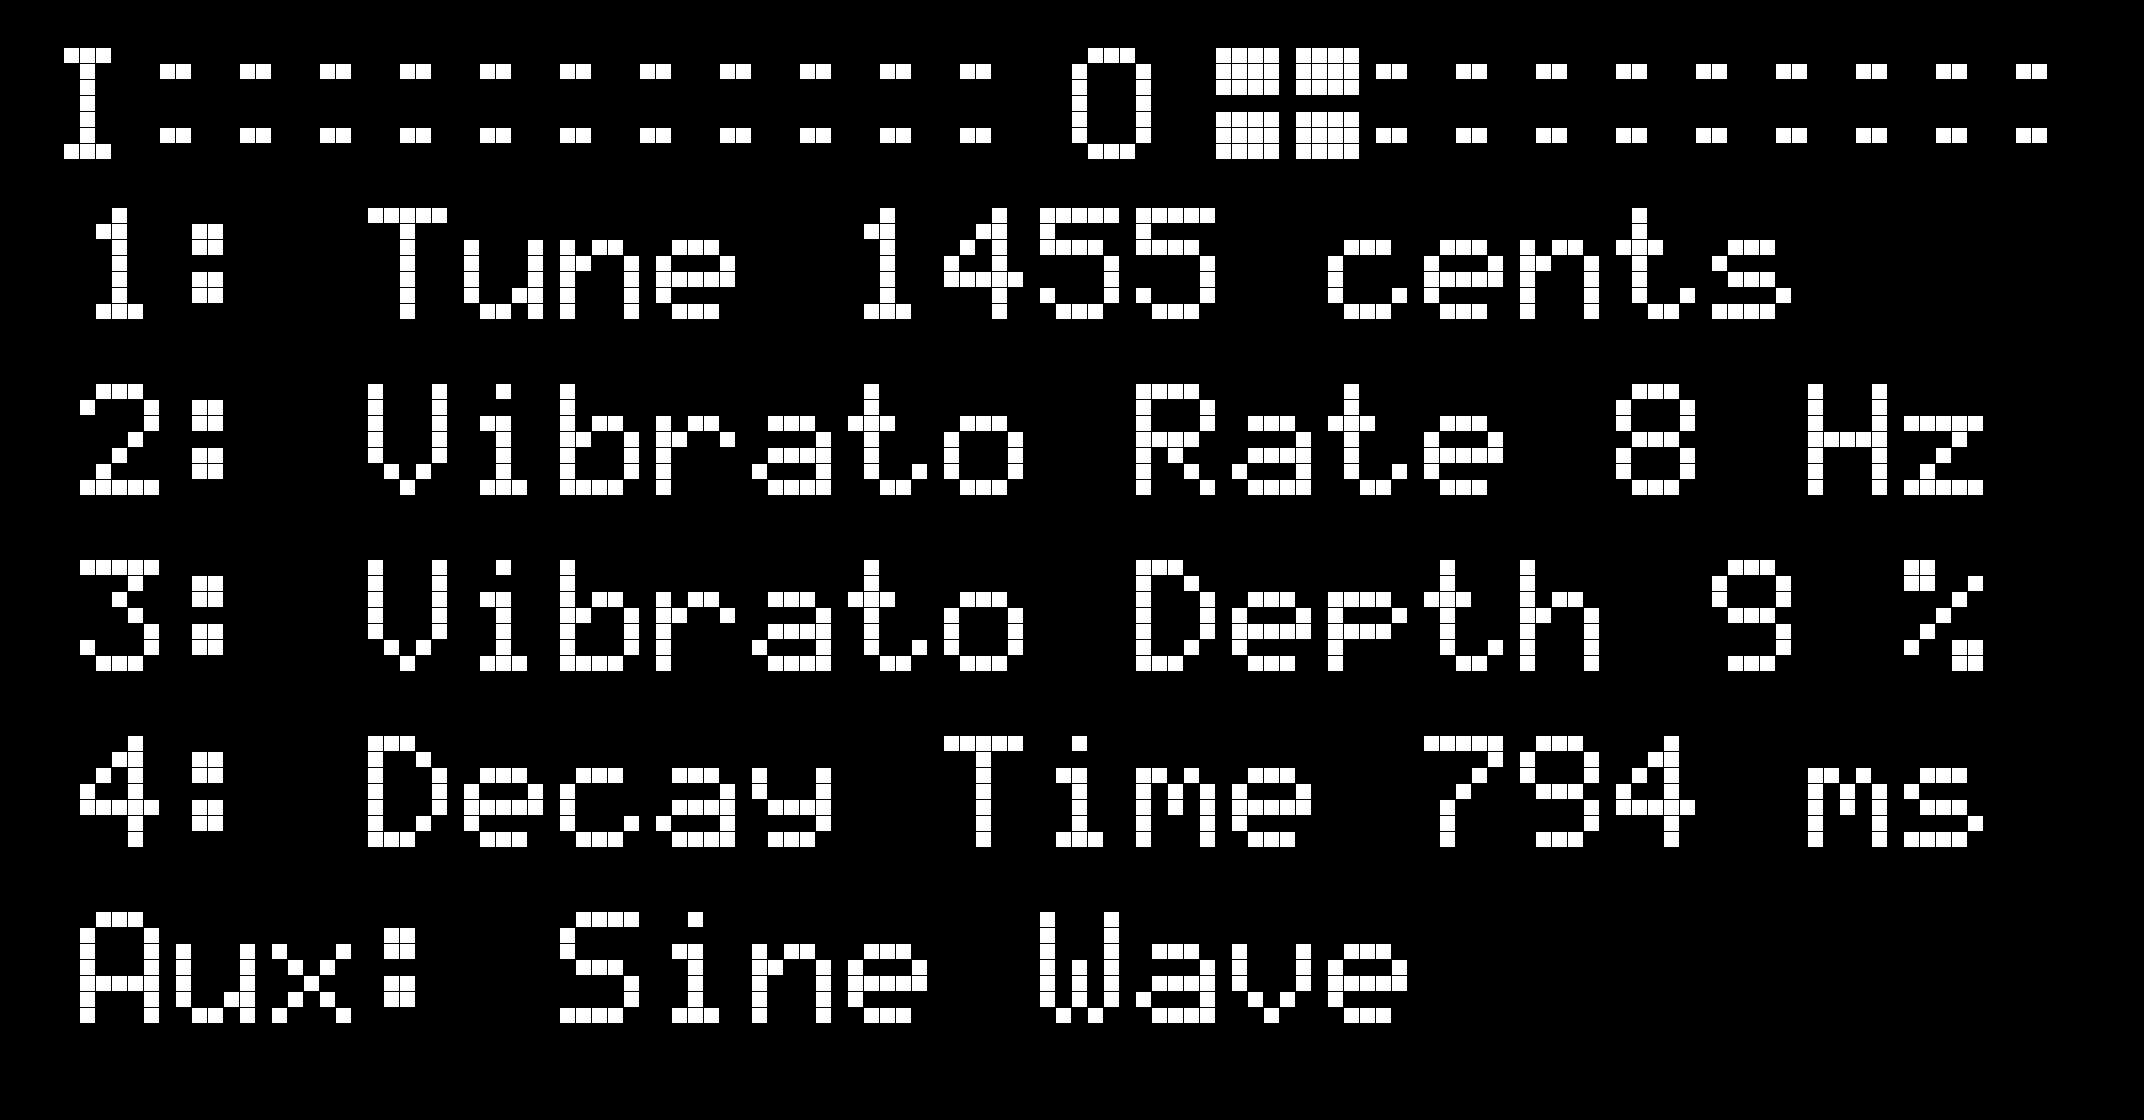 I O
1: Tune 1455 cents
2: Vibrato Rate 8 Hz
3: Vibrato Depth 9 %
4: Decay Time 794 ms
Aux: Sine Wave